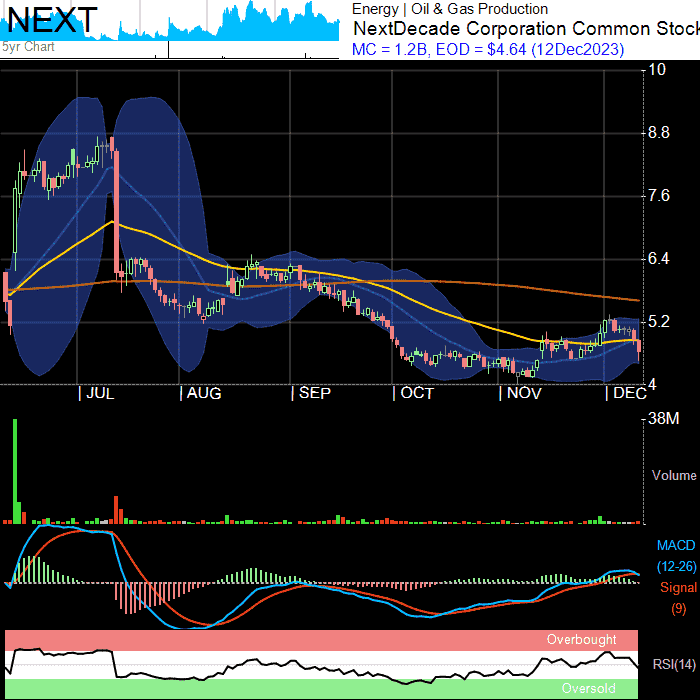 NEXT
5yr Chart
Energy | Oil & Gas Production
NextDecade Corporation Common Stock
MC = 1.2B, EOD = $4.64 (12Dec2023)
10
8.8
7.6
6.4
5.2
4
JUL AUG SEP OCT NOV DEC
38M
Volume
MACD
(12-26)
Signal
(9)
Overbought
RSI(14)
Oversold